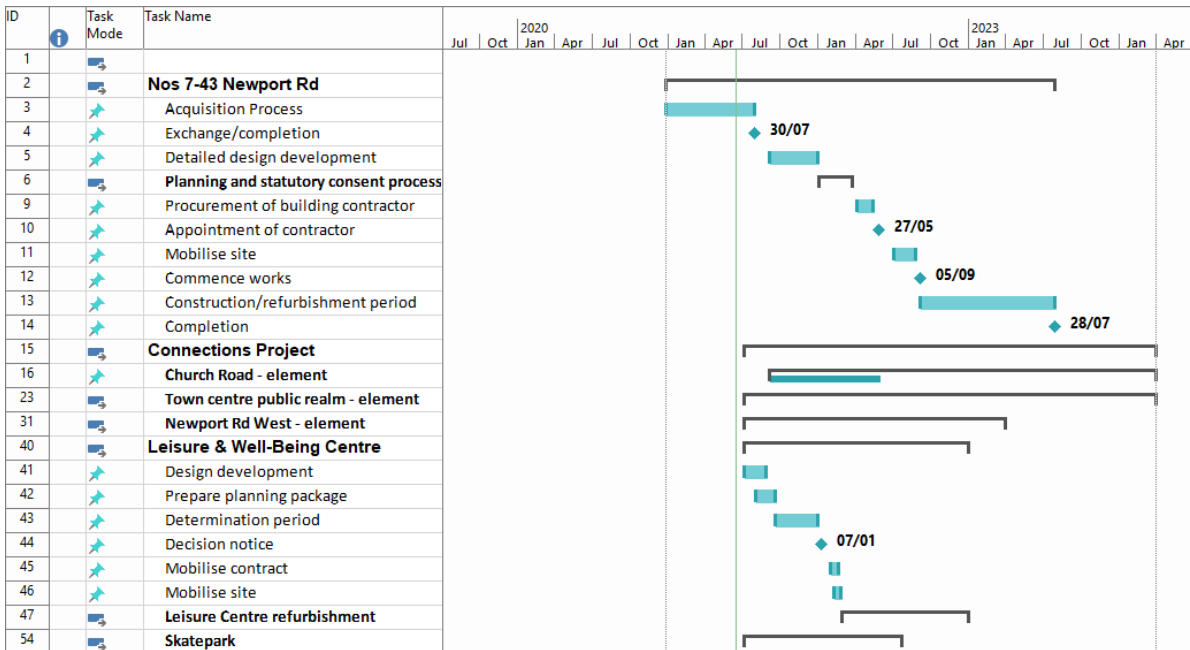 ID Task Mode Task Name
2020 2023
Jul Oct Jan Apr Jul Oct Jan Apr Jul Oct Jan Apr Jul Oct Jan Apr Jul Oct Jan Apr
1
2 Nos 7-43 Newport Rd
3 Acquisition Process
4 Exchange/completion 30/07
5 Detailed design development
6 Planning and statutory consent process
9 Procurement of building contractor
10 Appointment of contractor 27/05
11 Mobilise site
12 Commence works 05/09
13 Construction/refurbishment period
14 Completion 28/07
15 Connections Project
16 Church Road - element
23 Town centre public realm - element
31 Newport Rd West - element
40 Leisure & Well-Being Centre
41 Design development
42 Prepare planning package
43 Determination period
44 Decision notice 07/01
45 Mobilise contract
46 Mobilise site
47 Leisure Centre refurbishment
54 Skatepark